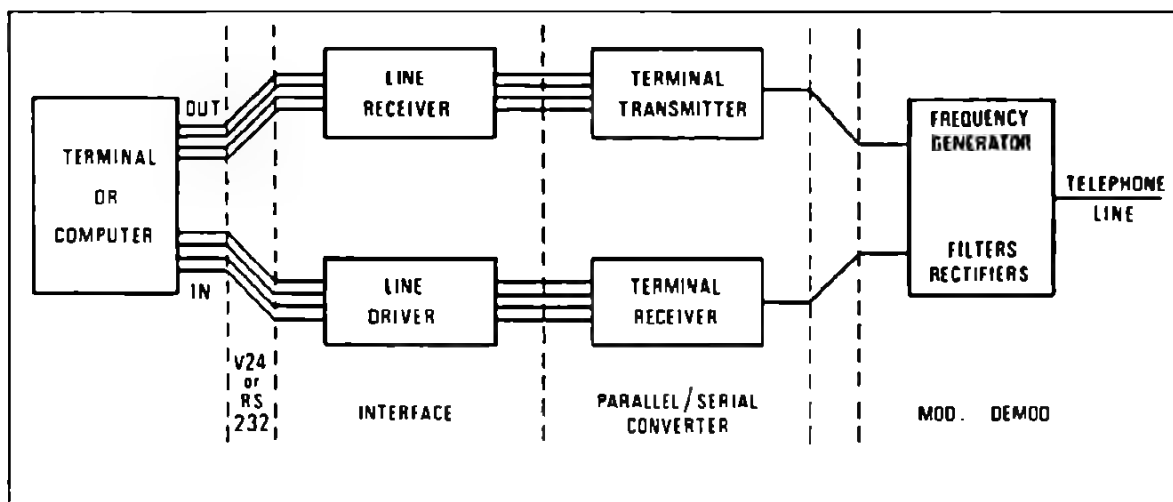 TERMINAL
OR
COMPUTER
OUT
IN
V24
or
RS
232
LINE
RECEIVER
LINE
DRIVER
INTERFACE
TERMINAL
TRANSMITTER
TERMINAL
RECEIVER
PARALLEL/SERIAL
CONVERTER
FREQUENCY
GENERATOR
FILTERS
RECTIFIERS
MOD. DEMOD
TELEPHONE
LINE